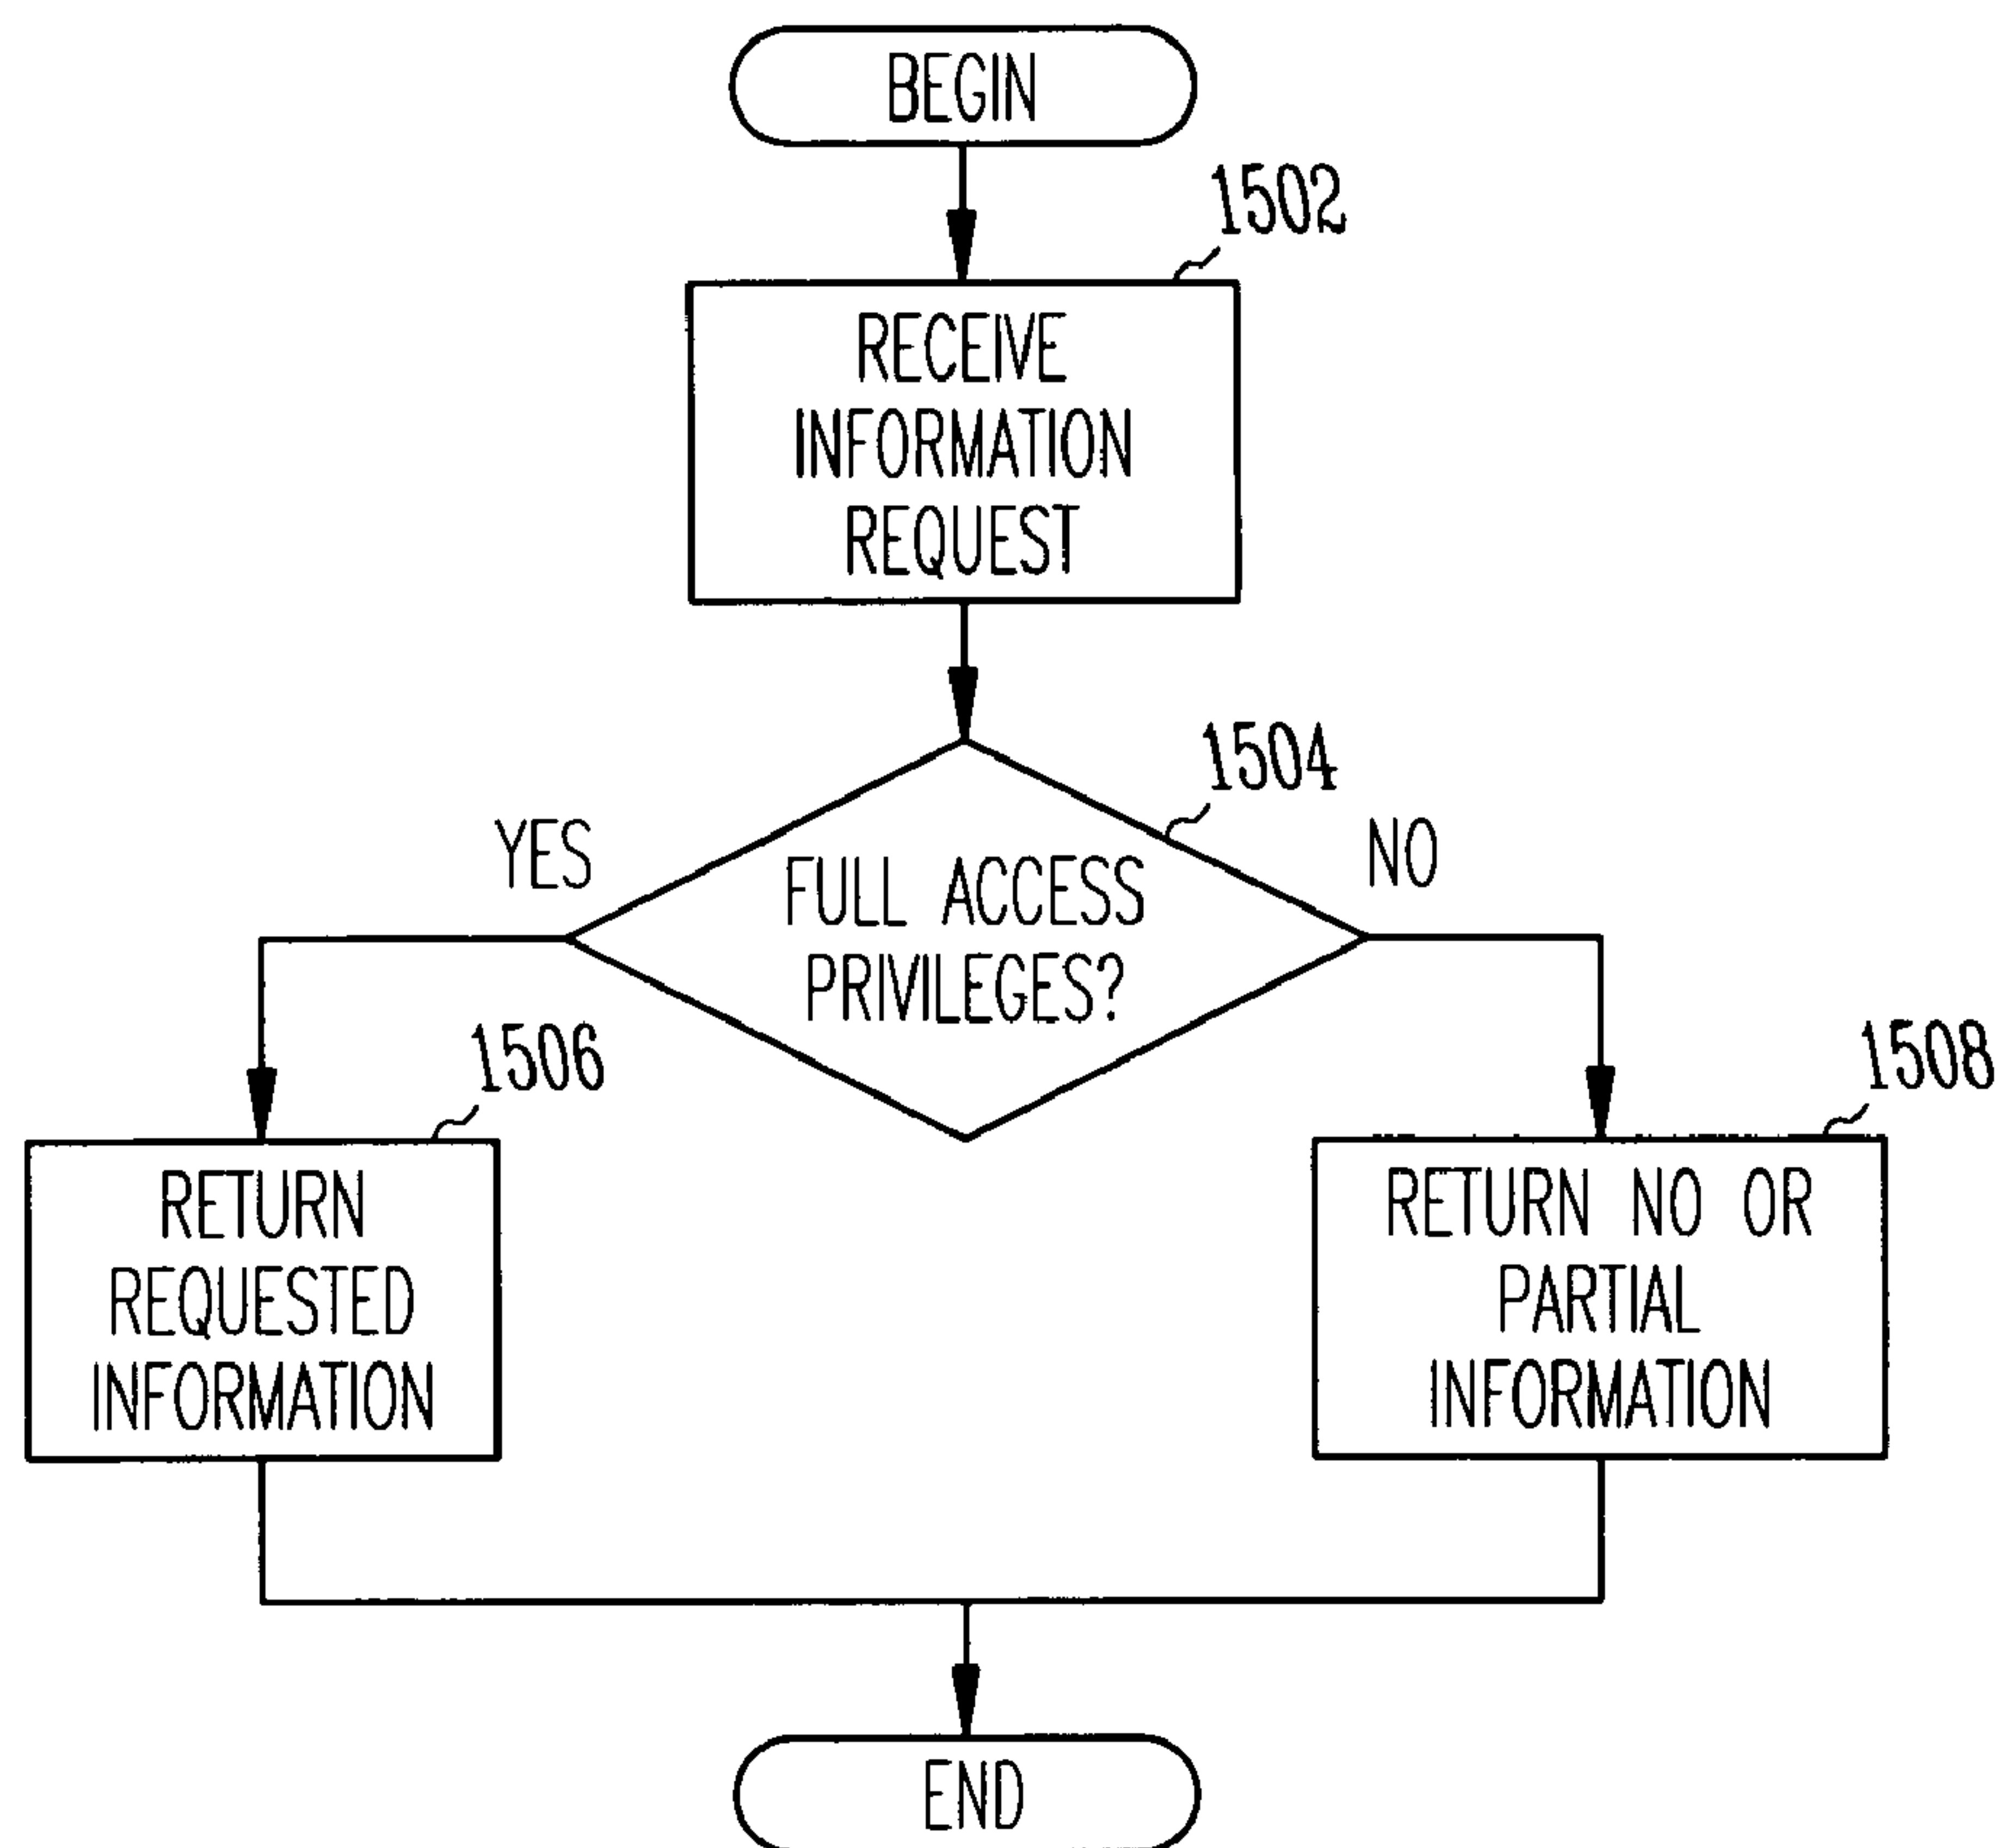 BEGIN
1502
RECEIVE
INFORMATION
REQUEST
1504
YES
NO
FULL ACCESS
PRIVILEGES?
1506
1508
RETURN
REQUESTED
INFORMATION
RETURN NO OR
PARTIAL
INFORMATION
END